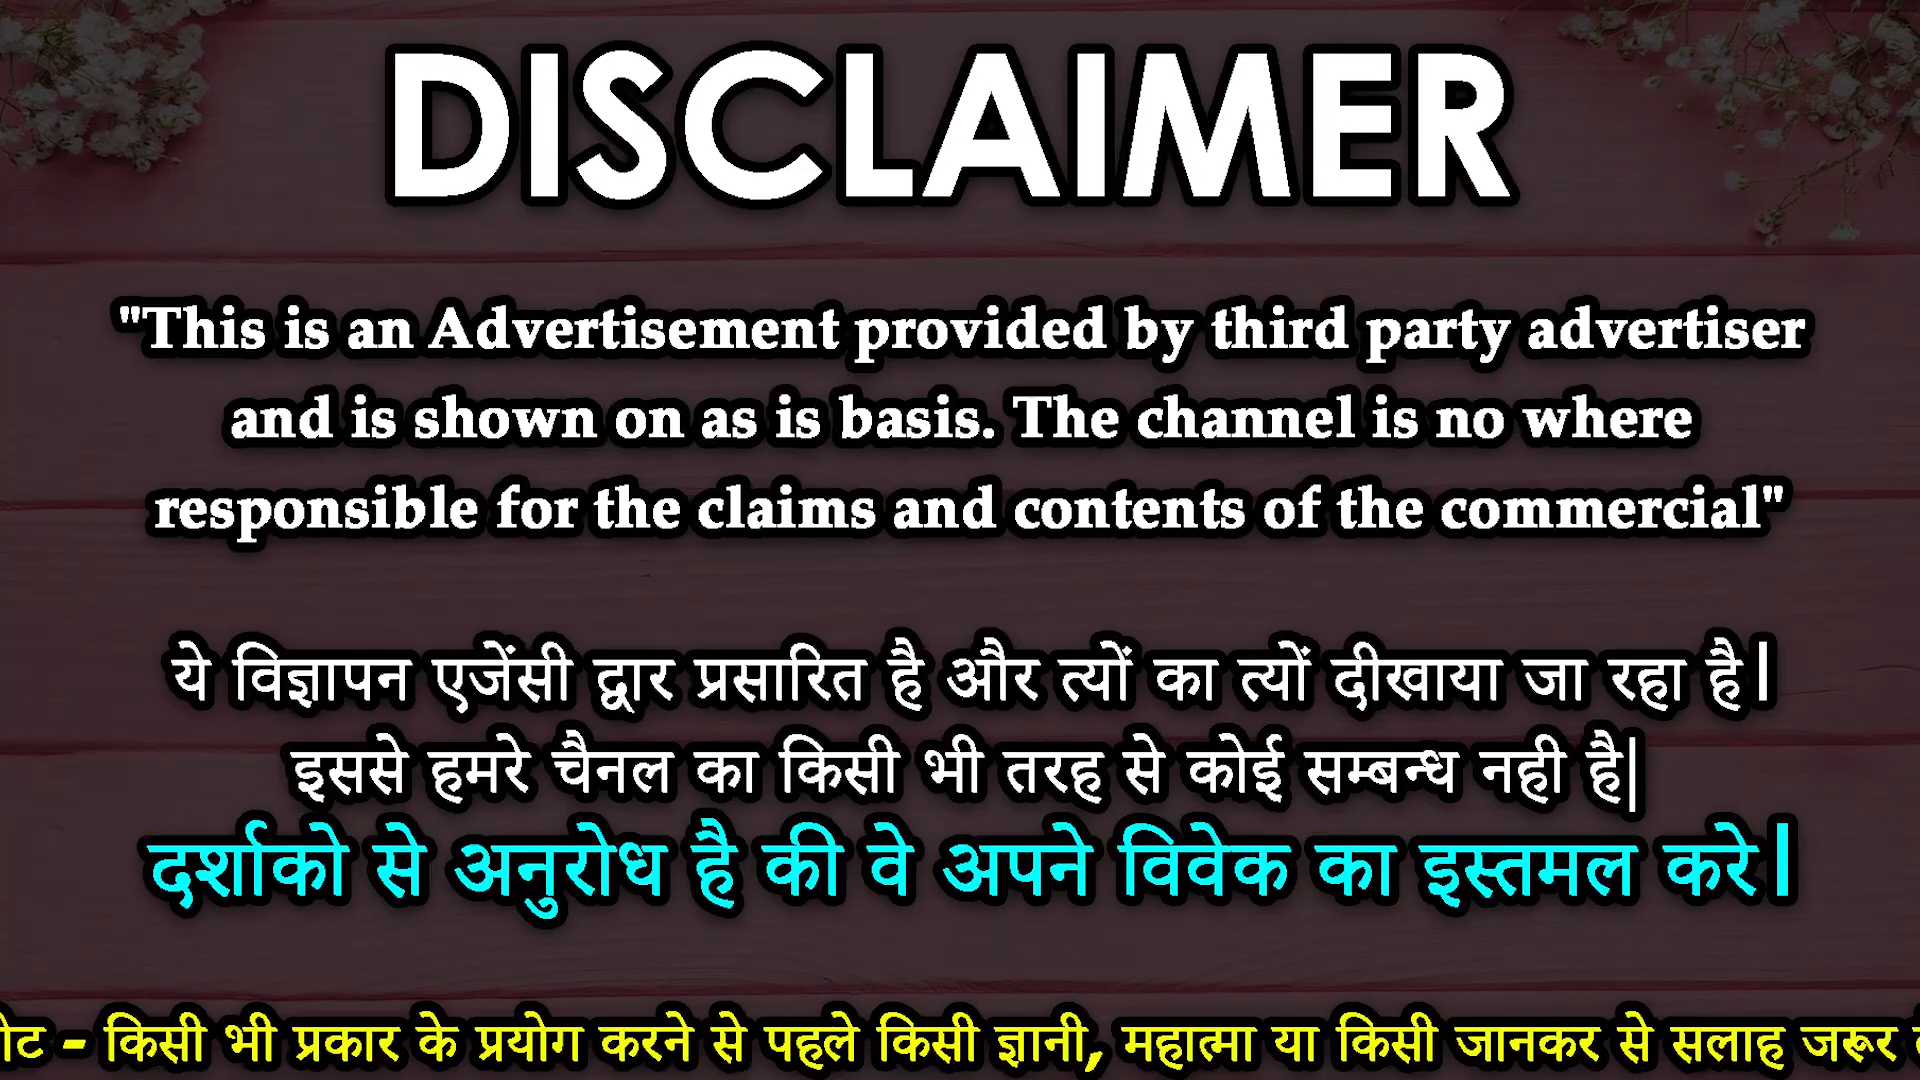 DISCLAIMER
"This is an Advertisement provided by third party advertiser
and is shown on as is basis. The channel is no where
responsible for the claims and contents of the commercial"
ये विज्ञापन एजेंसी द्वार प्रसारित है और त्यों का त्यों दीखाया जा रहा है।
इससे हमरे चैनल का किसी भी तरह से कोई सम्बन्ध नही है|
दर्शाको से अनुरोध है की वे अपने विवेक का इस्तमल करे।
- किसी भी प्रकार के प्रयोग करने से पहले किसी ज्ञानी, महात्मा या किसी जानकर से सलाह जरूर